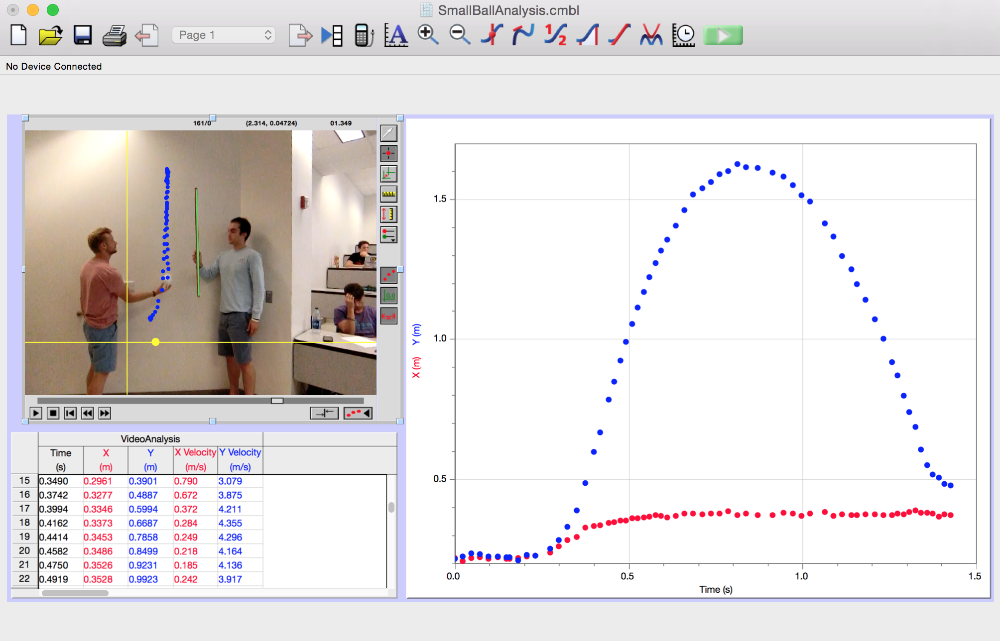 SmallBallAnalysis.cmbl
Page 1
No Device Connected
161/0 (2.314, 0.04724) 01.349
VideoAnalysis
Time (s) X (m) Y (m) X Velocity (m/s) Y Velocity (m/s)
15 0.3490 0.2961 0.3901 0.790 3.079
16 0.3742 0.3277 0.4887 0.672 3.875
17 0.3994 0.3346 0.5994 0.372 4.211
18 0.4162 0.3373 0.6687 0.284 4.355
19 0.4414 0.3453 0.7858 0.249 4.296
20 0.4582 0.3486 0.8499 0.218 4.164
21 0.4750 0.3526 0.9231 0.185 4.136
22 0.4919 0.3528 0.9923 0.242 3.917
X (m) Y (m)
1.5
1.0
0.5
0.0 0.5 1.0 1.5
Time (s)